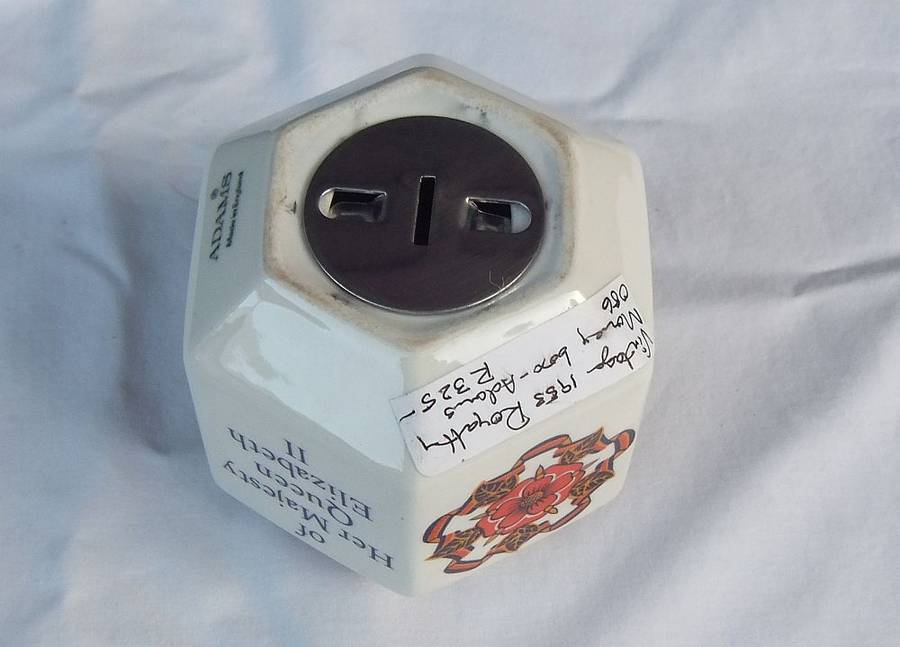 ADAMS
Made in England
Vintage 1953 Royalty
Money box - Adams
086 R325-
of
Her Majesty
Queen
Elizabeth
II